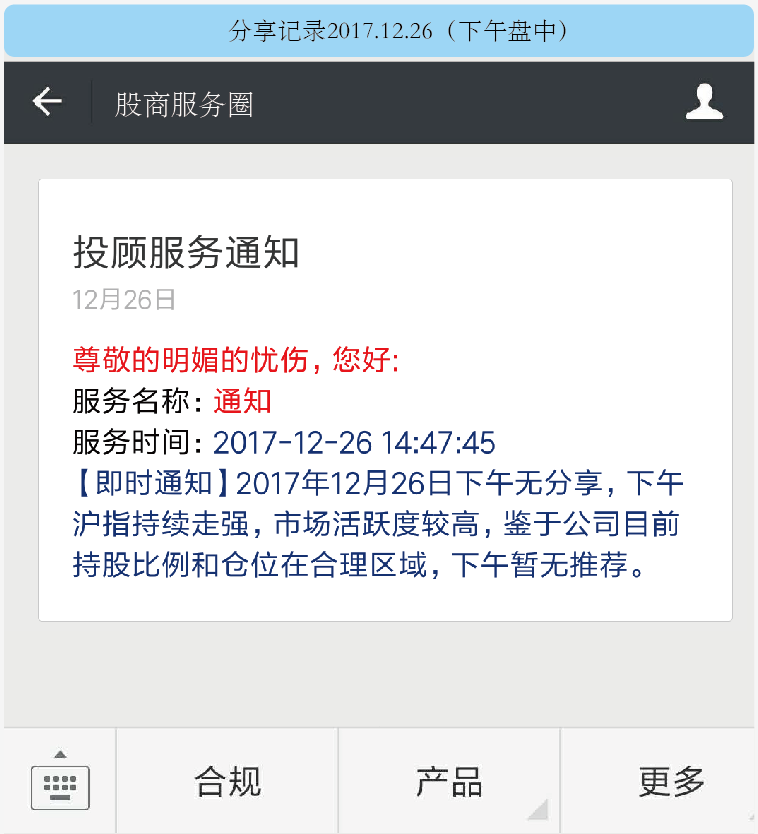 分享记录2017.12.26（下午盘中）
股商服务圈
投顾服务通知
12月26日
尊敬的明媚的忧伤，您好:
服务名称：通知
服务时间：2017-12-26 14:47:45
【即时通知】2017年12月26日下午无分享，下午
沪指持续走强，市场活跃度较高，鉴于公司目前
持股比例和仓位在合理区域，下午暂无推荐。
合规
产品
更多